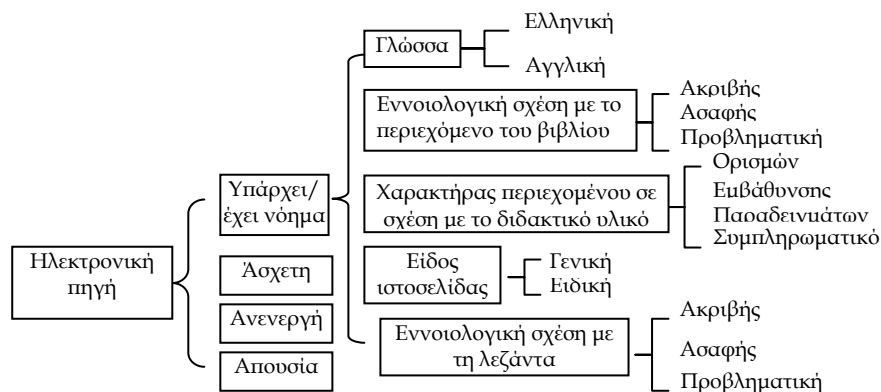 Ηλεκτρονική
πηγή
Υπάρχει/
έχει νόημα
Άσχετη
Ανενεργή
Απουσία
Γλώσσα
Ελληνική
Αγγλική
Εννοιολογική σχέση με το
περιεχόμενο του βιβλίου
Ακριβής
Ασαφής
Προβληματική
Χαρακτήρας περιεχομένου σε
σχέση με το διδακτικό υλικό
Ορισμών
Εμβάθυνσης
Παραδειγμάτων
Συμπληρωματικό
Είδος
ιστοσελίδας
Γενική
Ειδική
Εννοιολογική σχέση με
τη λεζάντα
Ακριβής
Ασαφής
Προβληματική